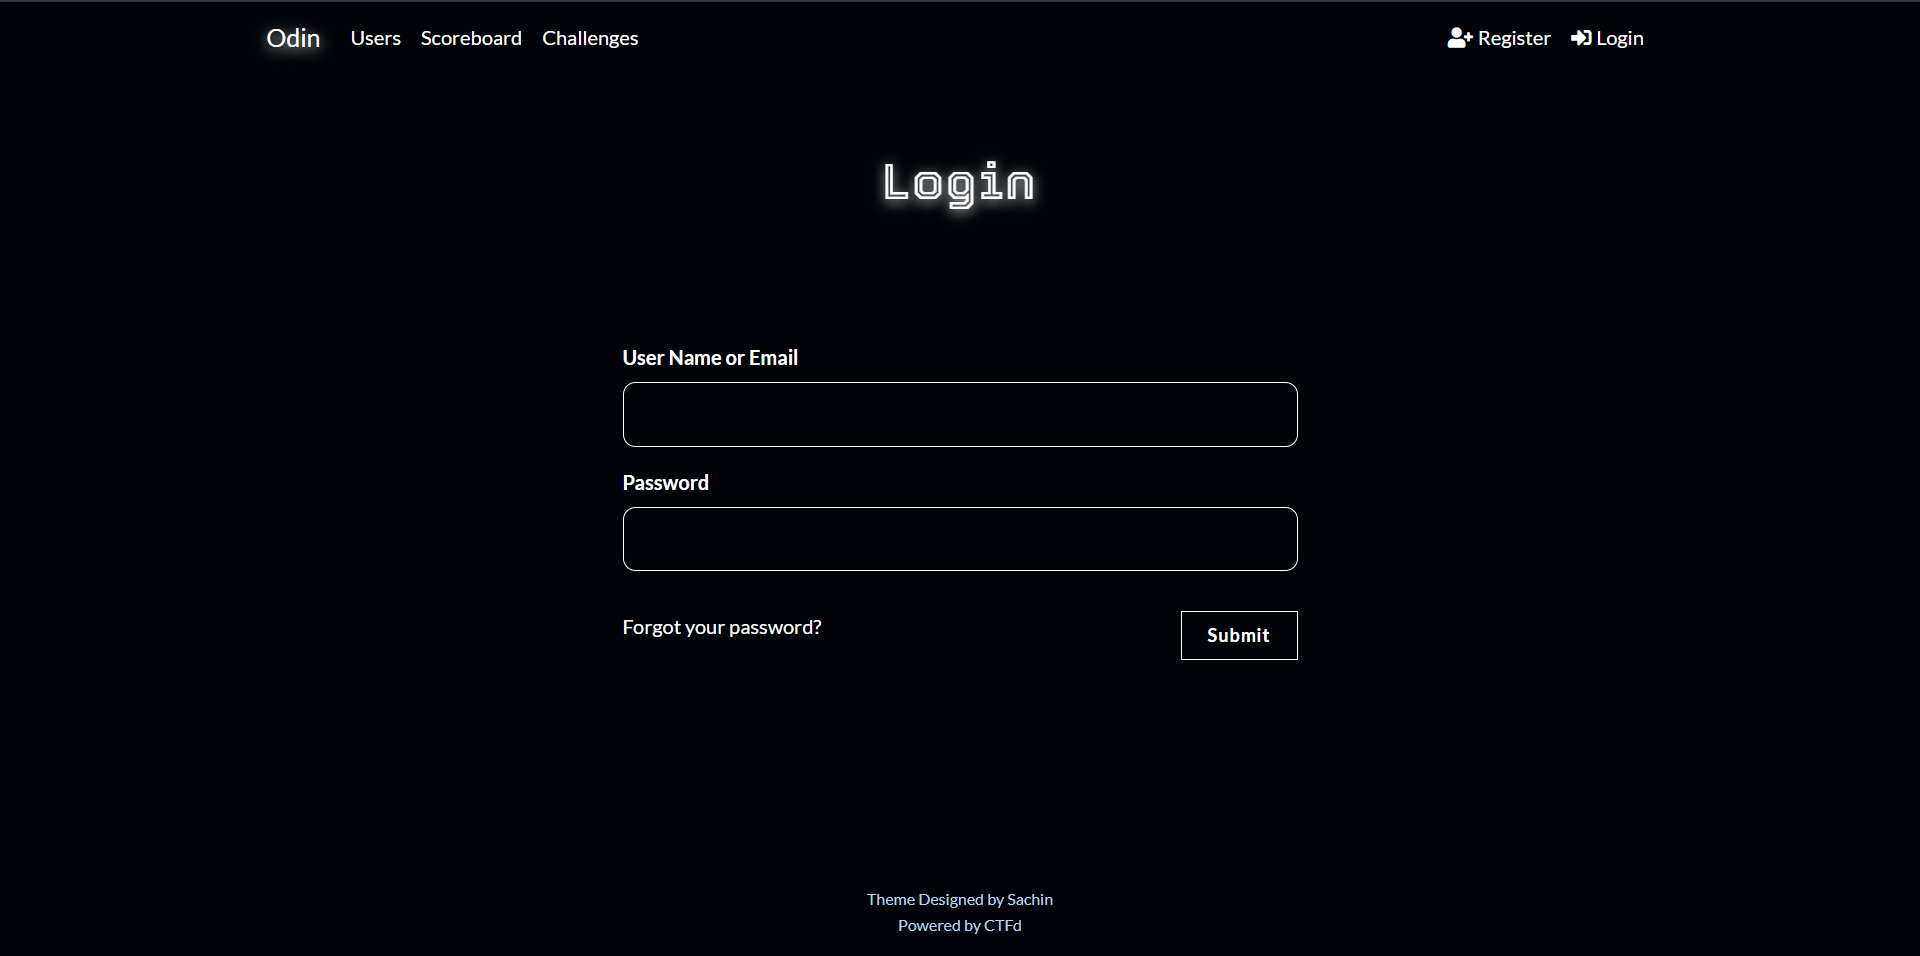 Odin Users Scoreboard Challenges Register Login
Login
User Name or Email
Password
Forgot your password? Submit
Theme Designed by Sachin
Powered by CTFd